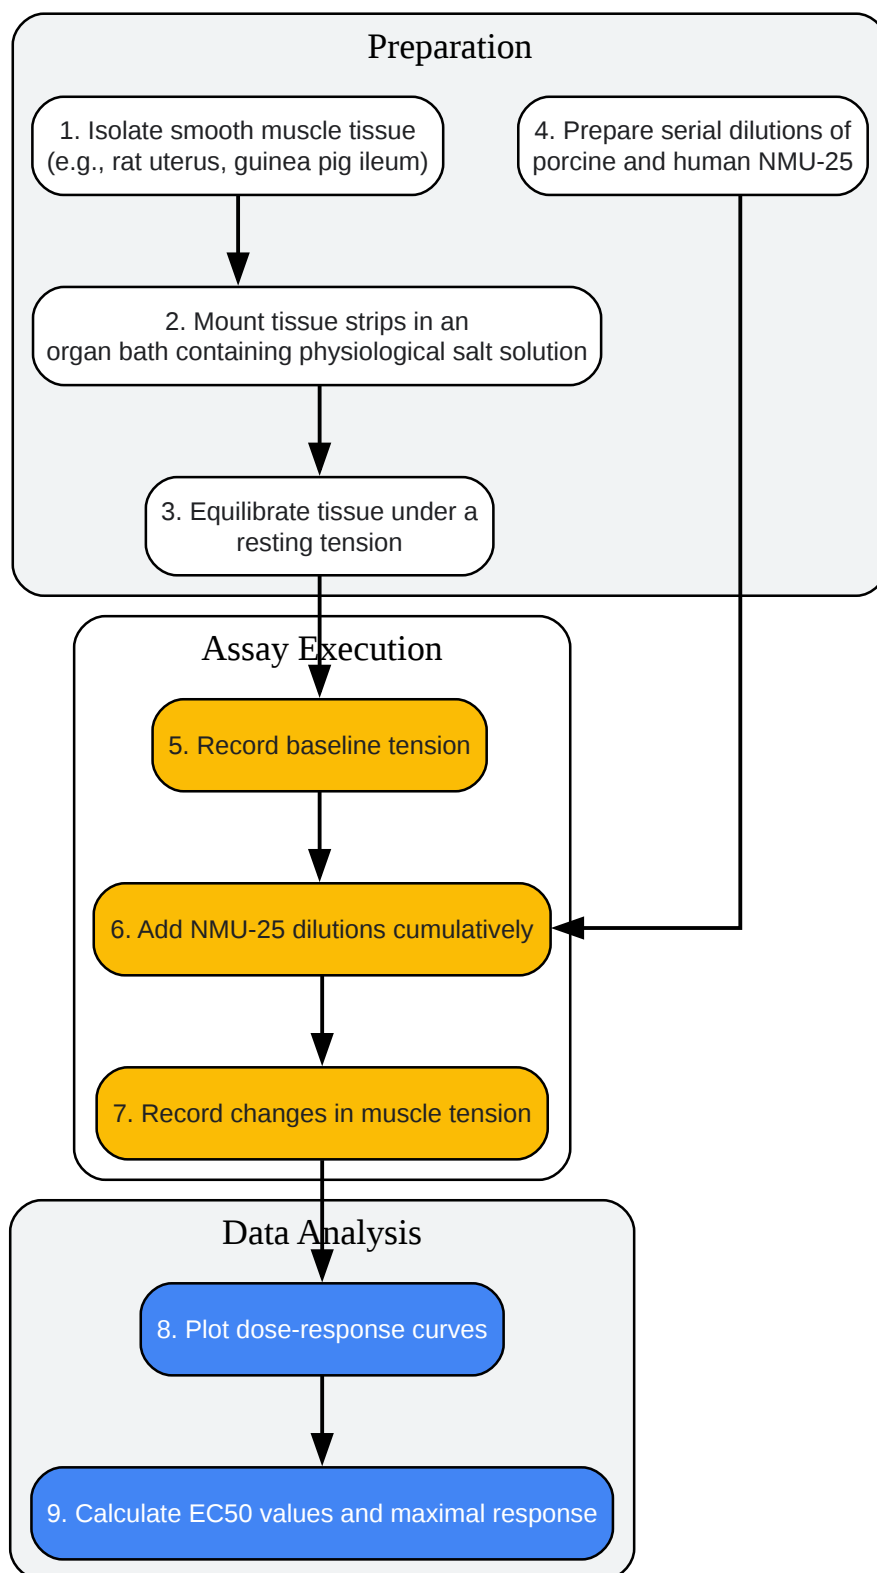 Preparation
1. Isolate smooth muscle tissue
(e.g., rat uterus, guinea pig ileum)
4. Prepare serial dilutions of
porcine and human NMU-25
2. Mount tissue strips in an
organ bath containing physiological salt solution
3. Equilibrate tissue under a
resting tension
Assay Execution
5. Record baseline tension
6. Add NMU-25 dilutions cumulatively
7. Record changes in muscle tension
Data Analysis
8. Plot dose-response curves
9. Calculate EC50 values and maximal response